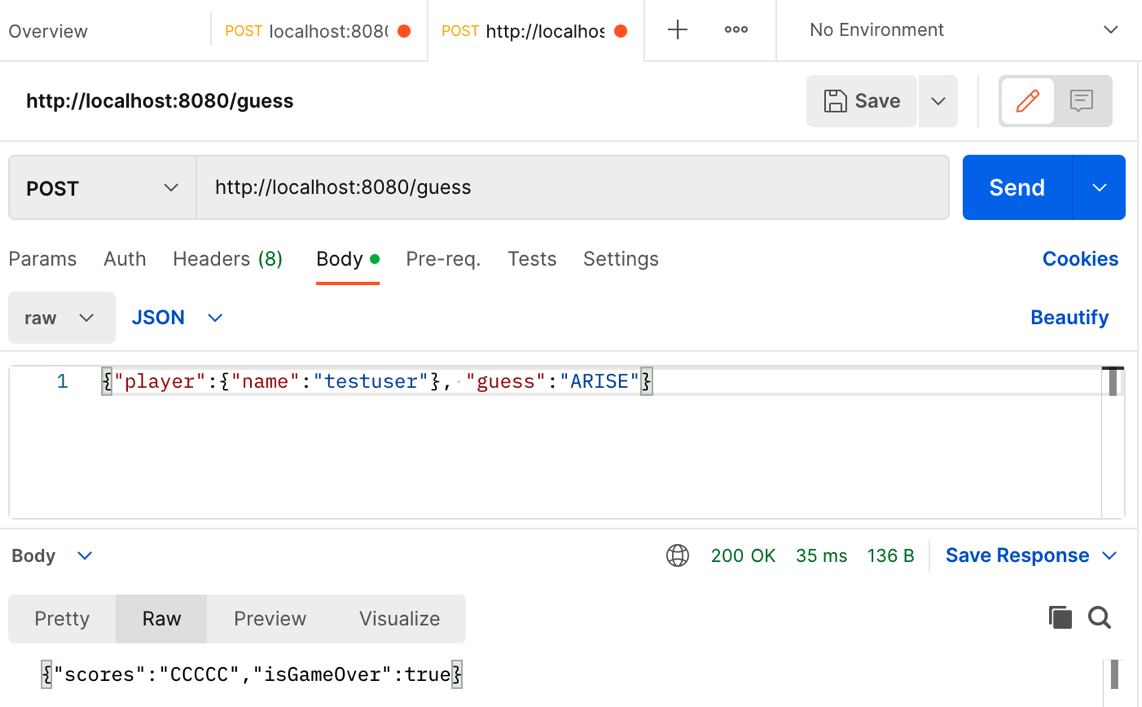 Overview POST localhost:8080 POST http://localhos No Environment
http://localhost:8080/guess Save
POST http://localhost:8080/guess Send
Params Auth Headers (8) Body Pre-req. Tests Settings Cookies
raw JSON Beautify
1 {"player":{"name":"testuser"}, "guess":"ARISE"}
Body 200 OK 35 ms 136 B Save Response
Pretty Raw Preview Visualize
{"scores":"CCCCC","isGameOver":true}